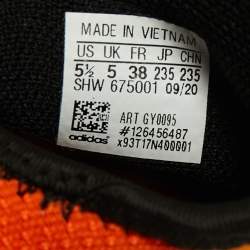 MADE IN VIETNAM
US UK FR JP CHN
5½ 5 38 235 235
SHW 675001 09/20
ART GY0095
#126456487
x93T17N400001
adidas